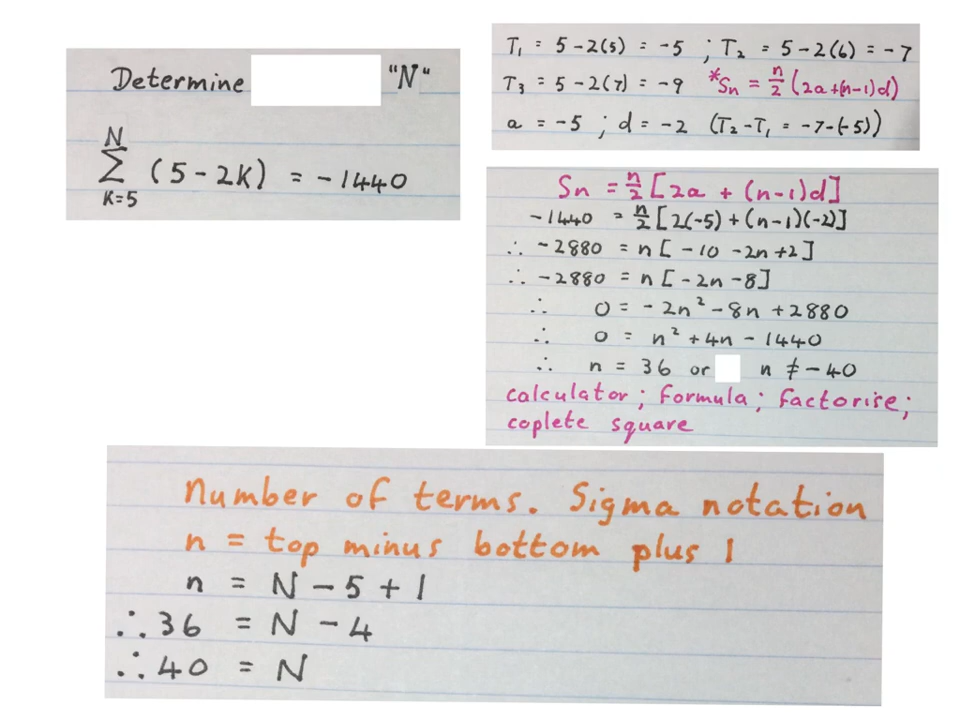 Determine "N"
N
Σ (5 - 2K) = -1440
K=5
T₁ = 5 - 2(5) = -5 ; T₂ = 5 - 2(6) = -7
T₃ = 5 - 2(7) = -9 *Sn = n/2 (2a+(n-1)d)
a = -5 ; d = -2 (T₂ - T₁ = -7-(-5))
Sn = n/2 [2a + (n-1)d]
-1440 = n/2 [2(-5) + (n-1)(-2)]
∴ -2880 = n[ -10 -2n +2]
∴ -2880 = n [ -2n -8]
∴ 0 = -2n² - 8n + 2880
∴ 0 = n² + 4n - 1440
∴ n = 36 or n ≠ -40
calculator ; formula ; factorise ;
coplete square
Number of terms. Sigma notation
n = top minus bottom plus 1
n = N - 5 + 1
∴ 36 = N - 4
∴ 40 = N